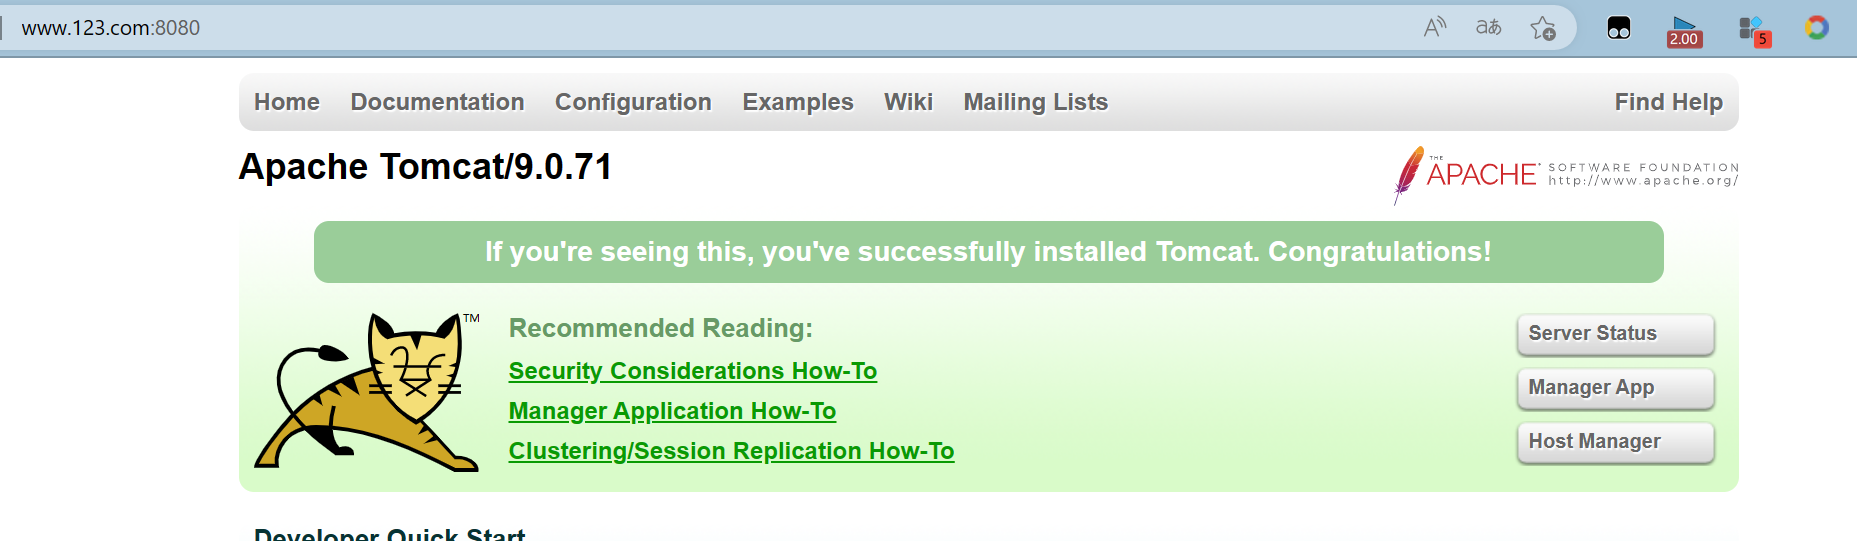 www.123.com:8080
A aあ
2.00 5
Home Documentation Configuration Examples Wiki Mailing Lists Find Help
Apache Tomcat/9.0.71
THE APACHE SOFTWARE FOUNDATION
http://www.apache.org/
If you're seeing this, you've successfully installed Tomcat. Congratulations!
TM
Recommended Reading:
Security Considerations How-To
Manager Application How-To
Clustering/Session Replication How-To
Server Status
Manager App
Host Manager
Developer Quick Start